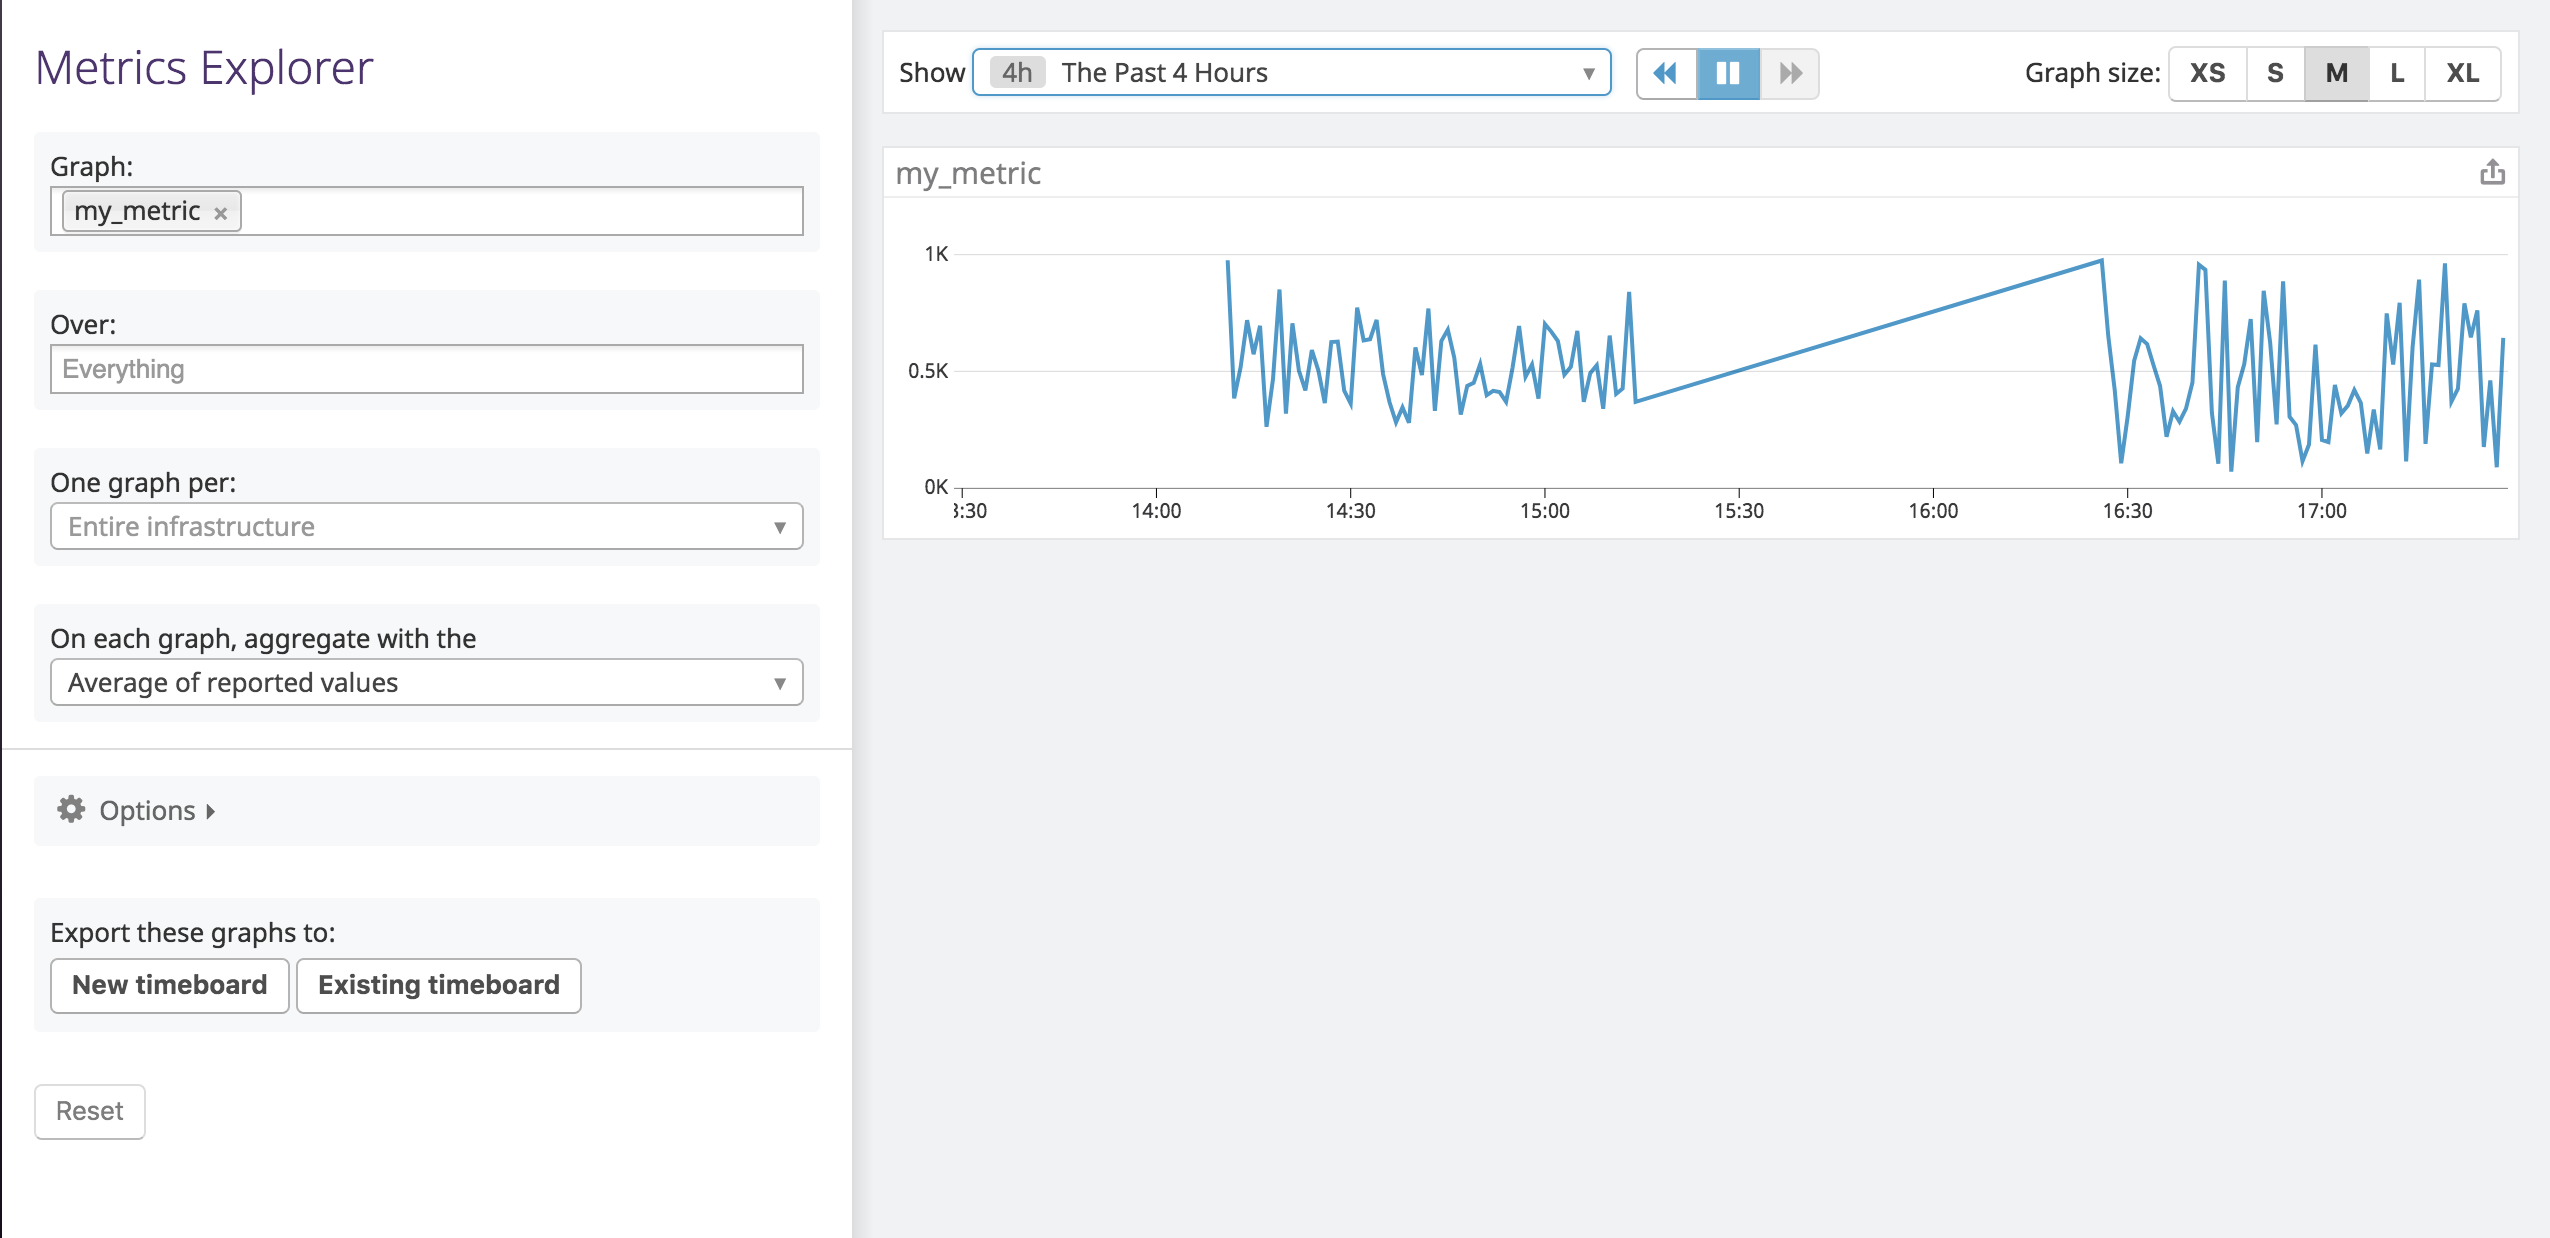 Metrics Explorer
Graph:
my_metric ×
Over:
Everything
One graph per:
Entire infrastructure
On each graph, aggregate with the
Average of reported values
Options
Export these graphs to:
New timeboard Existing timeboard
Reset
Show 4h The Past 4 Hours
Graph size: XS S M L XL
my_metric
1K
0.5K
0K
:30 14:00 14:30 15:00 15:30 16:00 16:30 17:00